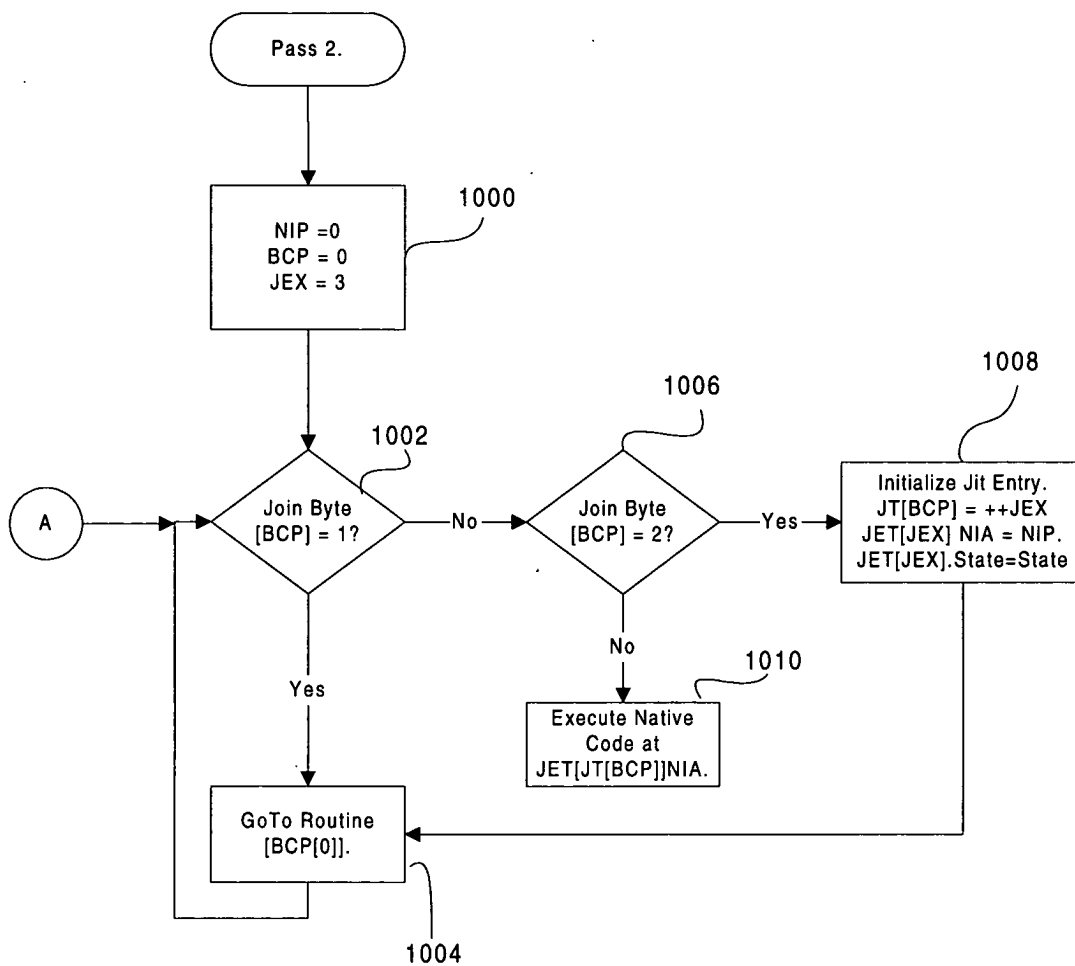 Pass 2.
1000
NIP =0
BCP = 0
JEX = 3
1002
1006
1008
A
Join Byte
[BCP] = 1?
No
Join Byte
[BCP] = 2?
Yes
Initialize Jit Entry.
JT[BCP] = ++JEX
JET[JEX] NIA = NIP.
JET[JEX].State=State
Yes
No
1010
Execute Native
Code at
JET[JT[BCP]]NIA.
GoTo Routine
[BCP[0]].
1004